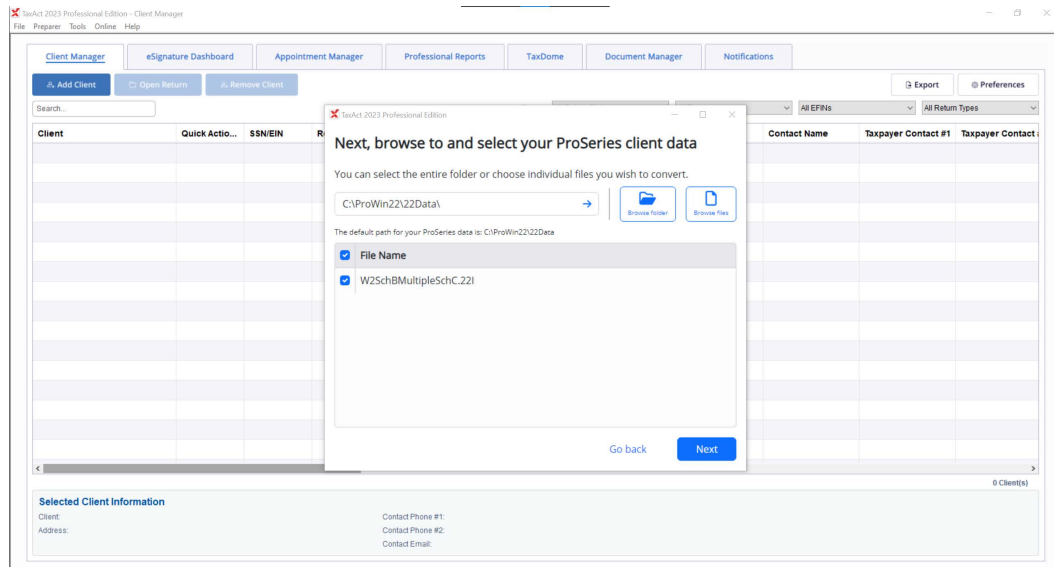 TaxAct 2023 Professional Edition - Client Manager
File Preparer Tools Online Help
Client Manager eSignature Dashboard Appointment Manager Professional Reports TaxDome Document Manager Notifications
Add Client Open Return Remove Client Export Preferences
Search... All EFINs All Return Types
Client Quick Actio... SSN/EIN Contact Name Taxpayer Contact #1 Taxpayer Contact
TaxAct 2023 Professional Edition
Next, browse to and select your ProSeries client data
You can select the entire folder or choose individual files you wish to convert.
C:\ProWin22\22Data\
Browse folder Browse files
The default path for your ProSeries data is: C:\ProWin22\22Data
File Name
W2SchBMultipleSchC.22I
Go back Next
0 Client(s)
Selected Client Information
Client: Contact Phone #1:
Address: Contact Phone #2:
Contact Email: